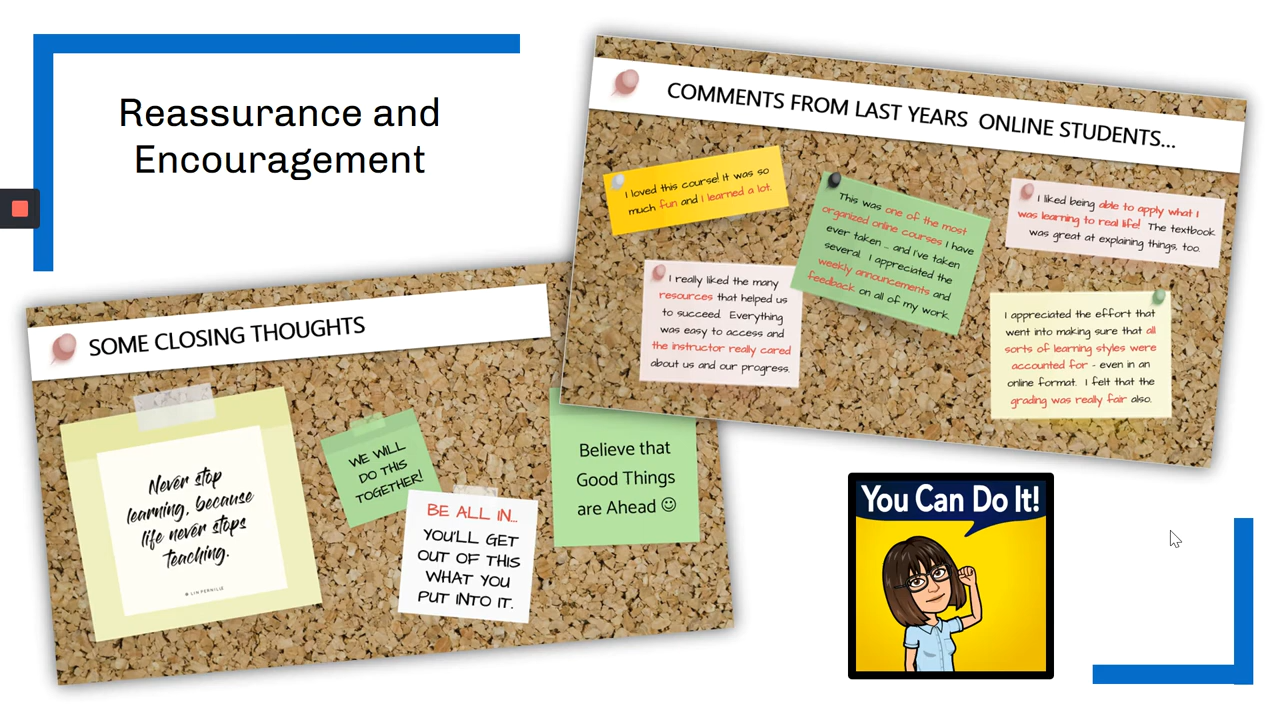 Reassurance and
Encouragement
COMMENTS FROM LAST YEARS ONLINE STUDENTS...
I loved this course! It was so
much fun and I learned a lot.
This was one of the most
organized online courses I have
ever taken ... and I've taken
several. I appreciated the
weekly announcements and
feedback on all of my work.
I liked being able to apply what I
was learning to real life! The textbook
was great at explaining things, too.
I really liked the many
resources that helped us
to succeed. Everything
was easy to access and
the instructor really cared
about us and our progress.
I appreciated the effort that
went into making sure that all
sorts of learning styles were
accounted for - even in an
online format. I felt that the
grading was really fair also.
SOME CLOSING THOUGHTS
Never stop
learning, because
life never stops
teaching.
© LIN PERNILLE
WE WILL
DO THIS
TOGETHER!
BE ALL IN...
YOU'LL GET
OUT OF THIS
WHAT YOU
PUT INTO IT.
Believe that
Good Things
are Ahead ☺
You Can Do It!